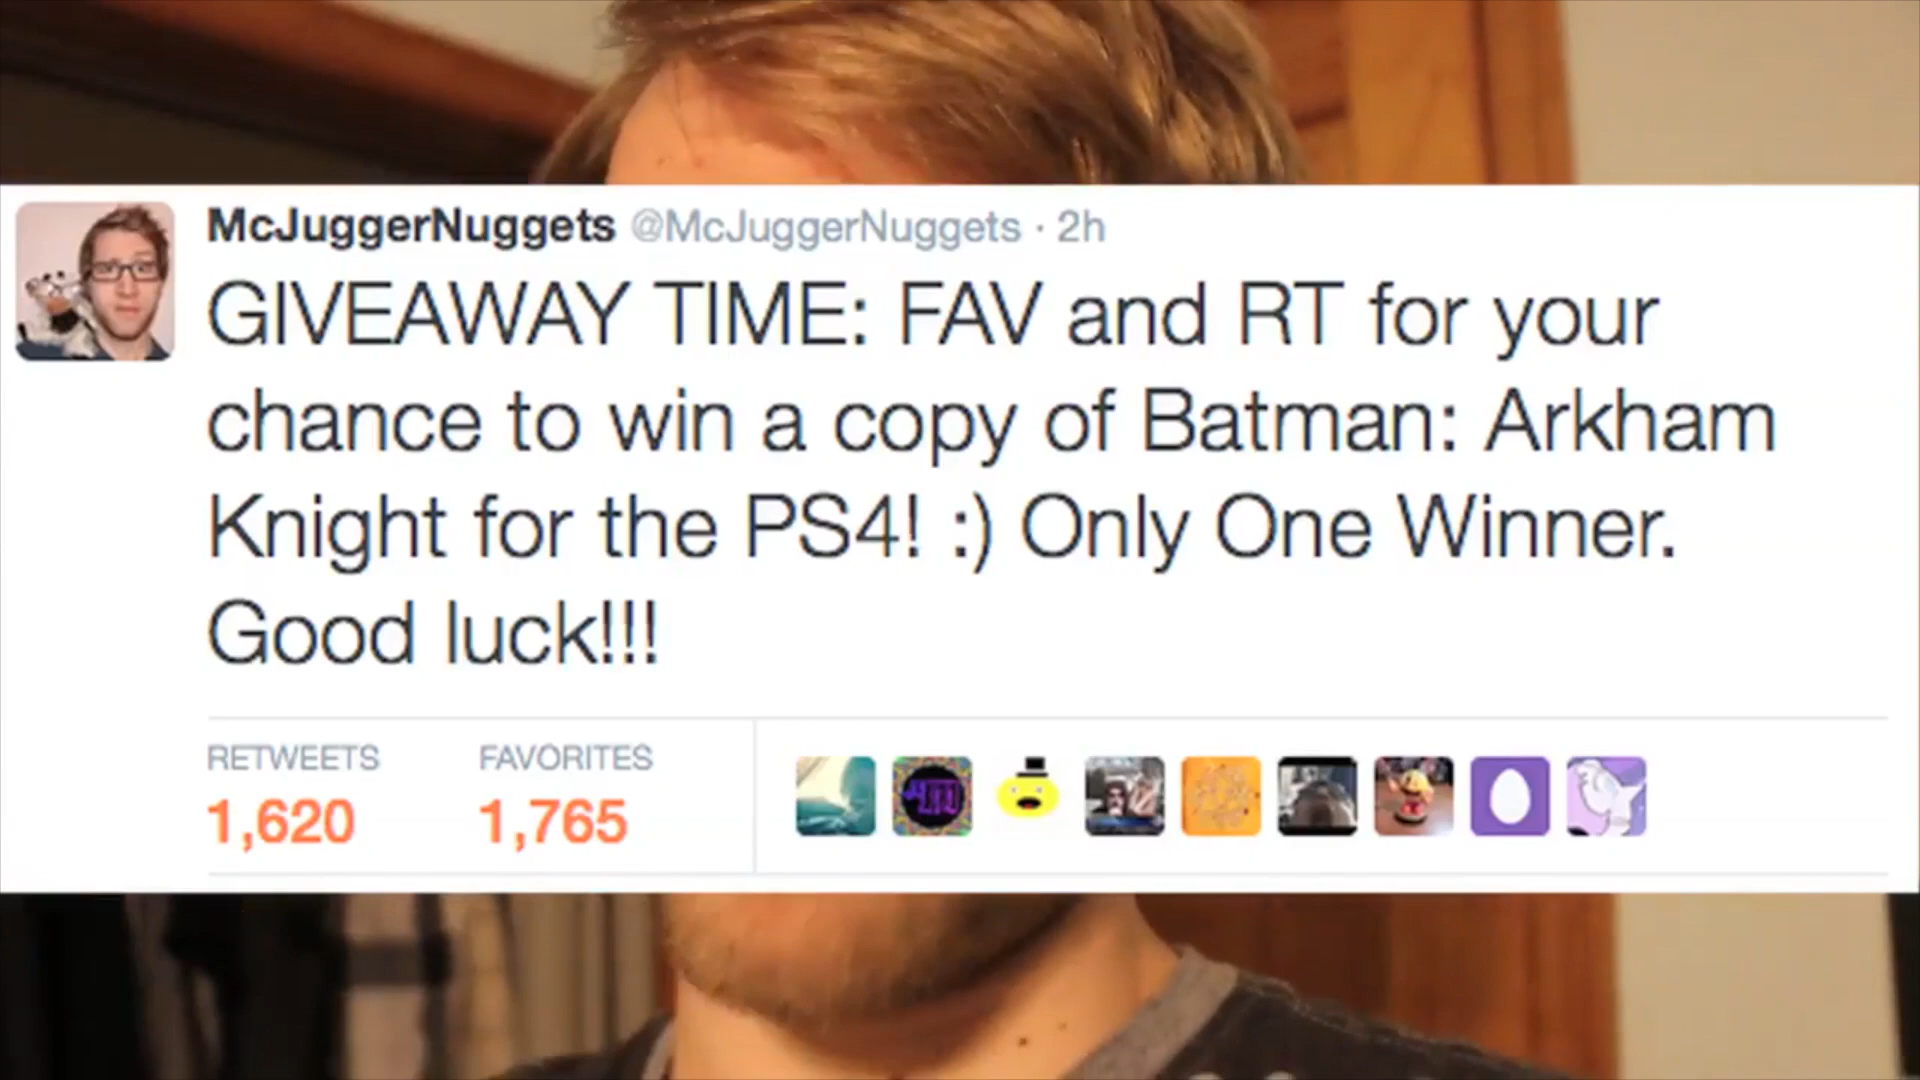 McJuggerNuggets @McJuggerNuggets · 2h
GIVEAWAY TIME: FAV and RT for your
chance to win a copy of Batman: Arkham
Knight for the PS4! :) Only One Winner.
Good luck!!!
RETWEETS FAVORITES
1,620 1,765